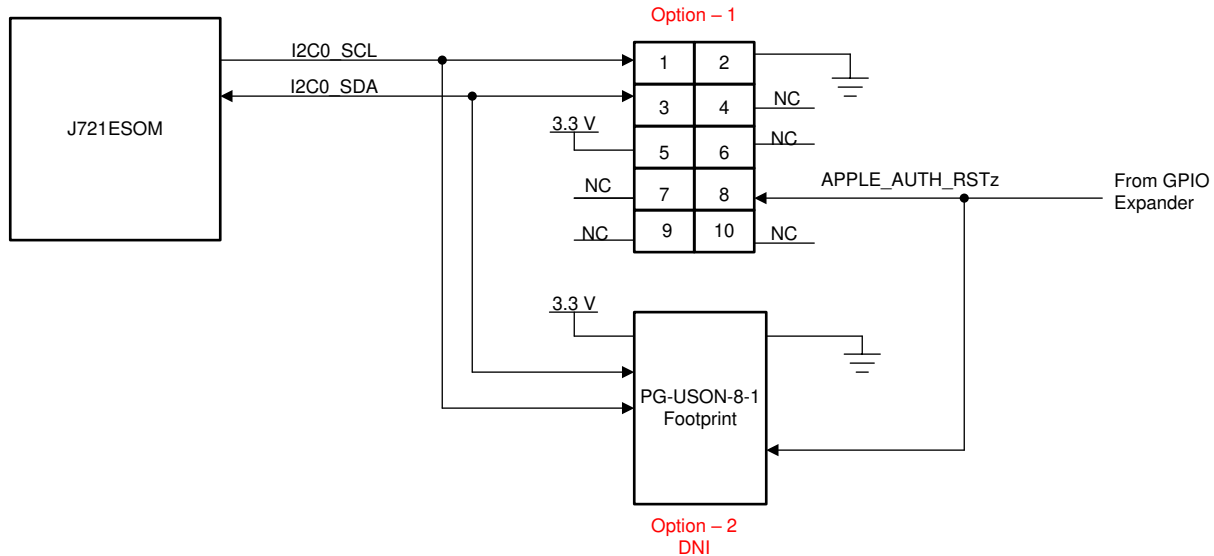 Option – 1
I2C0_SCL
1 2
I2C0_SDA
3 4 NC
J721ESOM
3.3 V
5 6 NC
NC 7 8 APPLE_AUTH_RSTz
From GPIO
Expander
NC 9 10 NC
3.3 V
PG-USON-8-1
Footprint
Option – 2
DNI